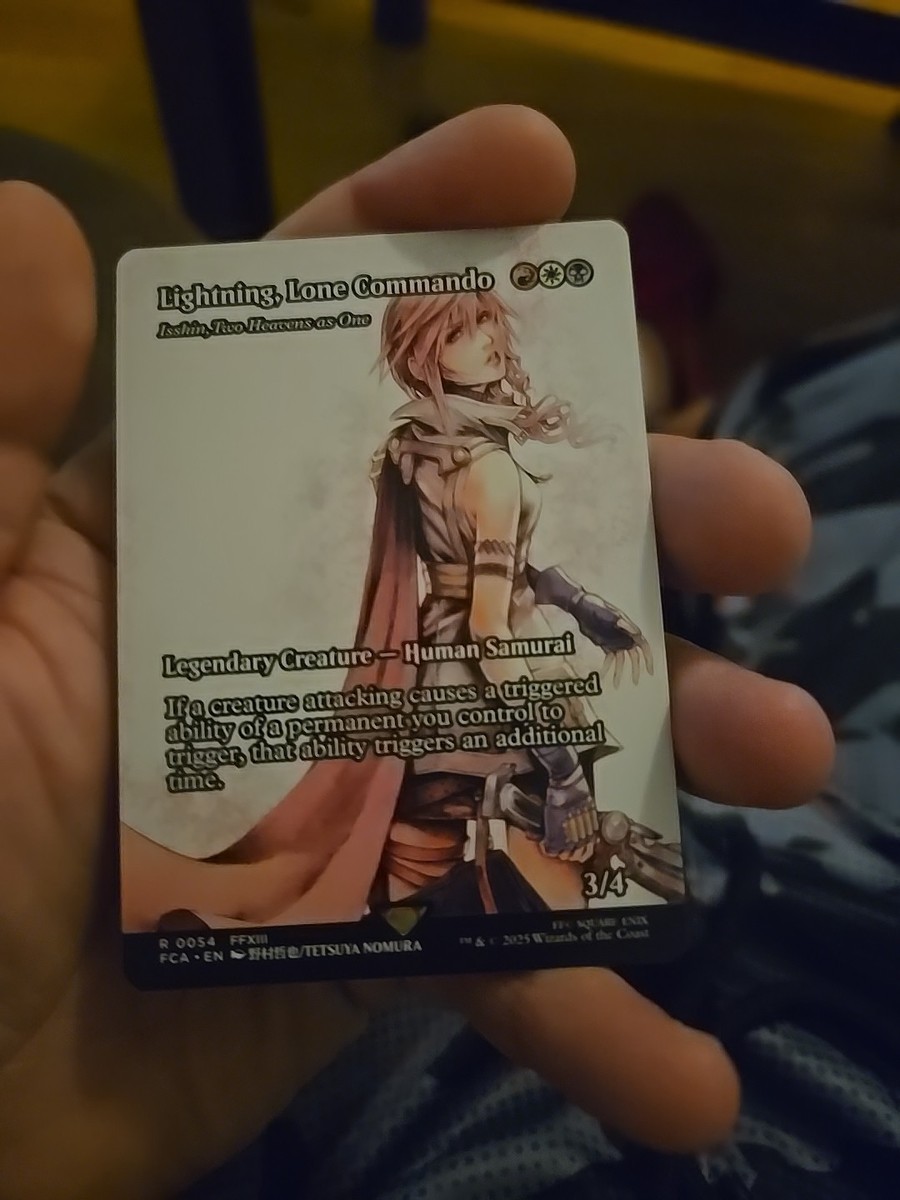 Lightning, Lone Commando
Isshin, Two Heavens as One
Legendary Creature — Human Samurai
If a creature attacking causes a triggered
ability of a permanent you control to
trigger, that ability triggers an additional
time.
3/4
R 0054 FFXIII
FCA • EN 野村哲也/TETSUYA NOMURA
FF© SQUARE ENIX
™ & © 2025 Wizards of the Coast